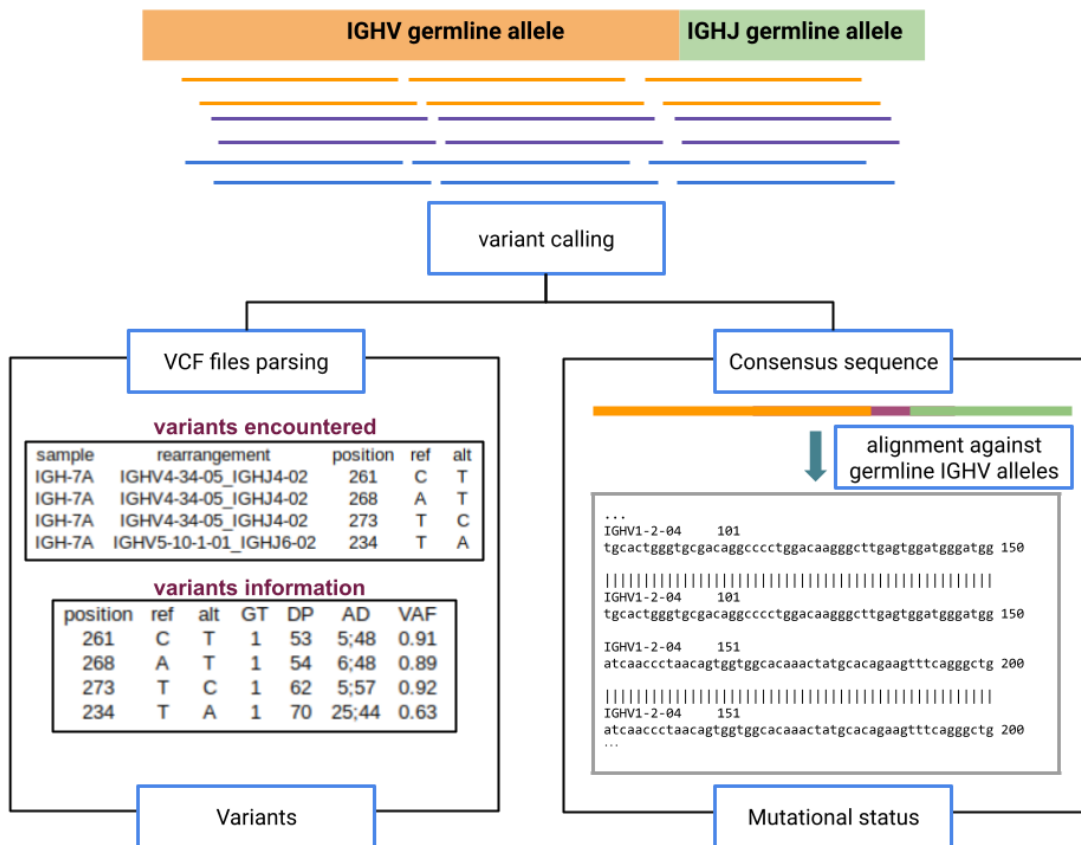 IGHV germline allele IGHJ germline allele
variant calling
VCF files parsing
variants encountered
sample rearrangement position ref alt
IGH-7A IGHV4-34-05_IGHJ4-02 261 C T
IGH-7A IGHV4-34-05_IGHJ4-02 268 A T
IGH-7A IGHV4-34-05_IGHJ4-02 273 T C
IGH-7A IGHV5-10-1-01_IGHJ6-02 234 T A
variants information
position ref alt GT DP AD VAF
261 C T 1 53 5;48 0.91
268 A T 1 54 6;48 0.89
273 T C 1 62 5;57 0.92
234 T A 1 70 25;44 0.63
Variants
Consensus sequence
alignment against
germline IGHV alleles
...
IGHV1-2-04 101
tgcactgggtgcgacaggcccctggacaagggcttgagtggatgggatgg 150
||||||||||||||||||||||||||||||||||||||||||||||||||
IGHV1-2-04 101
tgcactgggtgcgacaggcccctggacaagggcttgagtggatgggatgg 150
IGHV1-2-04 151
atcaaccctaacagtggtggcacaaactatgcacagaagtttcagggctg 200
||||||||||||||||||||||||||||||||||||||||||||||||||
IGHV1-2-04 151
atcaaccctaacagtggtggcacaaactatgcacagaagtttcagggctg 200
...
Mutational status